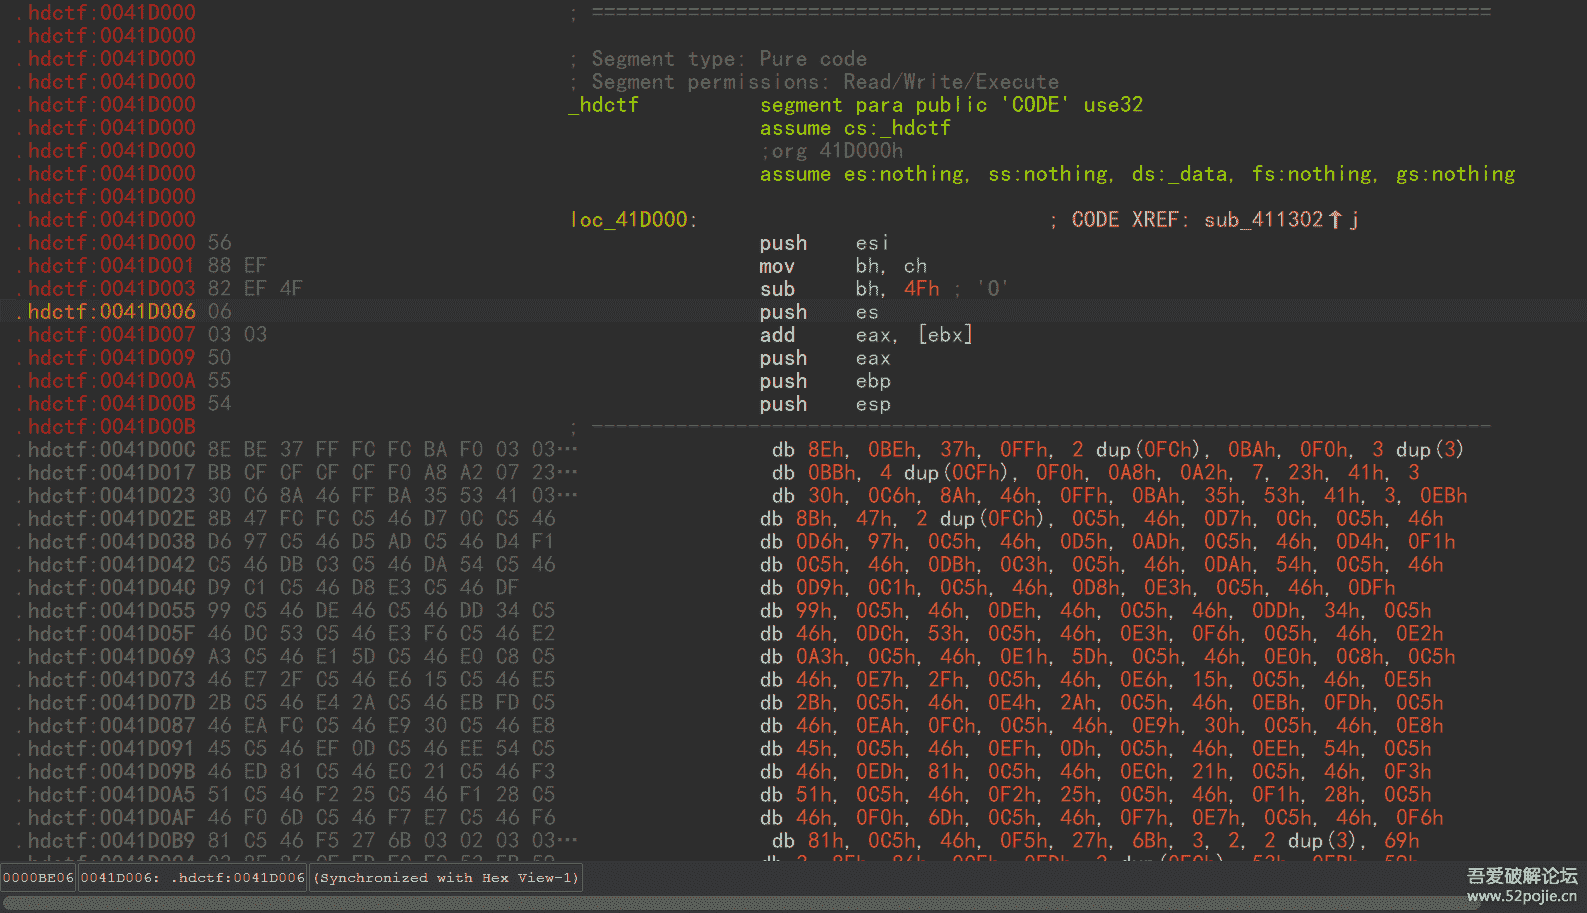 .hdctf:0041D000 ; ===========================================================================
.hdctf:0041D000
.hdctf:0041D000 ; Segment type: Pure code
.hdctf:0041D000 ; Segment permissions: Read/Write/Execute
.hdctf:0041D000 _hdctf segment para public 'CODE' use32
.hdctf:0041D000 assume cs:_hdctf
.hdctf:0041D000 ;org 41D000h
.hdctf:0041D000 assume es:nothing, ss:nothing, ds:_data, fs:nothing, gs:nothing
.hdctf:0041D000
.hdctf:0041D000 loc_41D000: ; CODE XREF: sub_411302↑j
.hdctf:0041D000 56 push esi
.hdctf:0041D001 88 EF mov bh, ch
.hdctf:0041D003 82 EF 4F sub bh, 4Fh ; 'O'
.hdctf:0041D006 06 push es
.hdctf:0041D007 03 03 add eax, [ebx]
.hdctf:0041D009 50 push eax
.hdctf:0041D00A 55 push ebp
.hdctf:0041D00B 54 push esp
.hdctf:0041D00B ; ---------------------------------------------------------------------------
.hdctf:0041D00C 8E BE 37 FF FC FC BA F0 03 03… db 8Eh, 0BEh, 37h, 0FFh, 2 dup(0FCh), 0BAh, 0F0h, 3 dup(3)
.hdctf:0041D017 BB CF CF CF CF F0 A8 A2 07 23… db 0BBh, 4 dup(0CFh), 0F0h, 0A8h, 0A2h, 7, 23h, 41h, 3
.hdctf:0041D023 30 C6 8A 46 FF BA 35 53 41 03… db 30h, 0C6h, 8Ah, 46h, 0FFh, 0BAh, 35h, 53h, 41h, 3, 0EBh
.hdctf:0041D02E 8B 47 FC FC C5 46 D7 0C C5 46 db 8Bh, 47h, 2 dup(0FCh), 0C5h, 46h, 0D7h, 0Ch, 0C5h, 46h
.hdctf:0041D038 D6 97 C5 46 D5 AD C5 46 D4 F1 db 0D6h, 97h, 0C5h, 46h, 0D5h, 0ADh, 0C5h, 46h, 0D4h, 0F1h
.hdctf:0041D042 C5 46 DB C3 C5 46 DA 54 C5 46 db 0C5h, 46h, 0DBh, 0C3h, 0C5h, 46h, 0DAh, 54h, 0C5h, 46h
.hdctf:0041D04C D9 C1 C5 46 D8 E3 C5 46 DF db 0D9h, 0C1h, 0C5h, 46h, 0D8h, 0E3h, 0C5h, 46h, 0DFh
.hdctf:0041D055 99 C5 46 DE 46 C5 46 DD 34 C5 db 99h, 0C5h, 46h, 0DEh, 46h, 0C5h, 46h, 0DDh, 34h, 0C5h
.hdctf:0041D05F 46 DC 53 C5 46 E3 F6 C5 46 E2 db 46h, 0DCh, 53h, 0C5h, 46h, 0E3h, 0F6h, 0C5h, 46h, 0E2h
.hdctf:0041D069 A3 C5 46 E1 5D C5 46 E0 C8 C5 db 0A3h, 0C5h, 46h, 0E1h, 5Dh, 0C5h, 46h, 0E0h, 0C8h, 0C5h
.hdctf:0041D073 46 E7 2F C5 46 E6 15 C5 46 E5 db 46h, 0E7h, 2Fh, 0C5h, 46h, 0E6h, 15h, 0C5h, 46h, 0E5h
.hdctf:0041D07D 2B C5 46 E4 2A C5 46 EB FD C5 db 2Bh, 0C5h, 46h, 0E4h, 2Ah, 0C5h, 46h, 0EBh, 0FDh, 0C5h
.hdctf:0041D087 46 EA FC C5 46 E9 30 C5 46 E8 db 46h, 0EAh, 0FCh, 0C5h, 46h, 0E9h, 30h, 0C5h, 46h, 0E8h
.hdctf:0041D091 45 C5 46 EF 0D C5 46 EE 54 C5 db 45h, 0C5h, 46h, 0EFh, 0Dh, 0C5h, 46h, 0EEh, 54h, 0C5h
.hdctf:0041D09B 46 ED 81 C5 46 EC 21 C5 46 F3 db 46h, 0EDh, 81h, 0C5h, 46h, 0ECh, 21h, 0C5h, 46h, 0F3h
.hdctf:0041D0A5 51 C5 46 F2 25 C5 46 F1 28 C5 db 51h, 0C5h, 46h, 0F2h, 25h, 0C5h, 46h, 0F1h, 28h, 0C5h
.hdctf:0041D0AF 46 F0 6D C5 46 F7 E7 C5 46 F6 db 46h, 0F0h, 6Dh, 0C5h, 46h, 0F7h, 0E7h, 0C5h, 46h, 0F6h
.hdctf:0041D0B9 81 C5 46 F5 27 6B 03 02 03 03… db 81h, 0C5h, 46h, 0F5h, 27h, 6Bh, 3, 2, 2 dup(3), 69h
0000BE06 0041D006: .hdctf:0041D006 (Synchronized with Hex View-1)
吾爱破解论坛
www.52pojie.cn